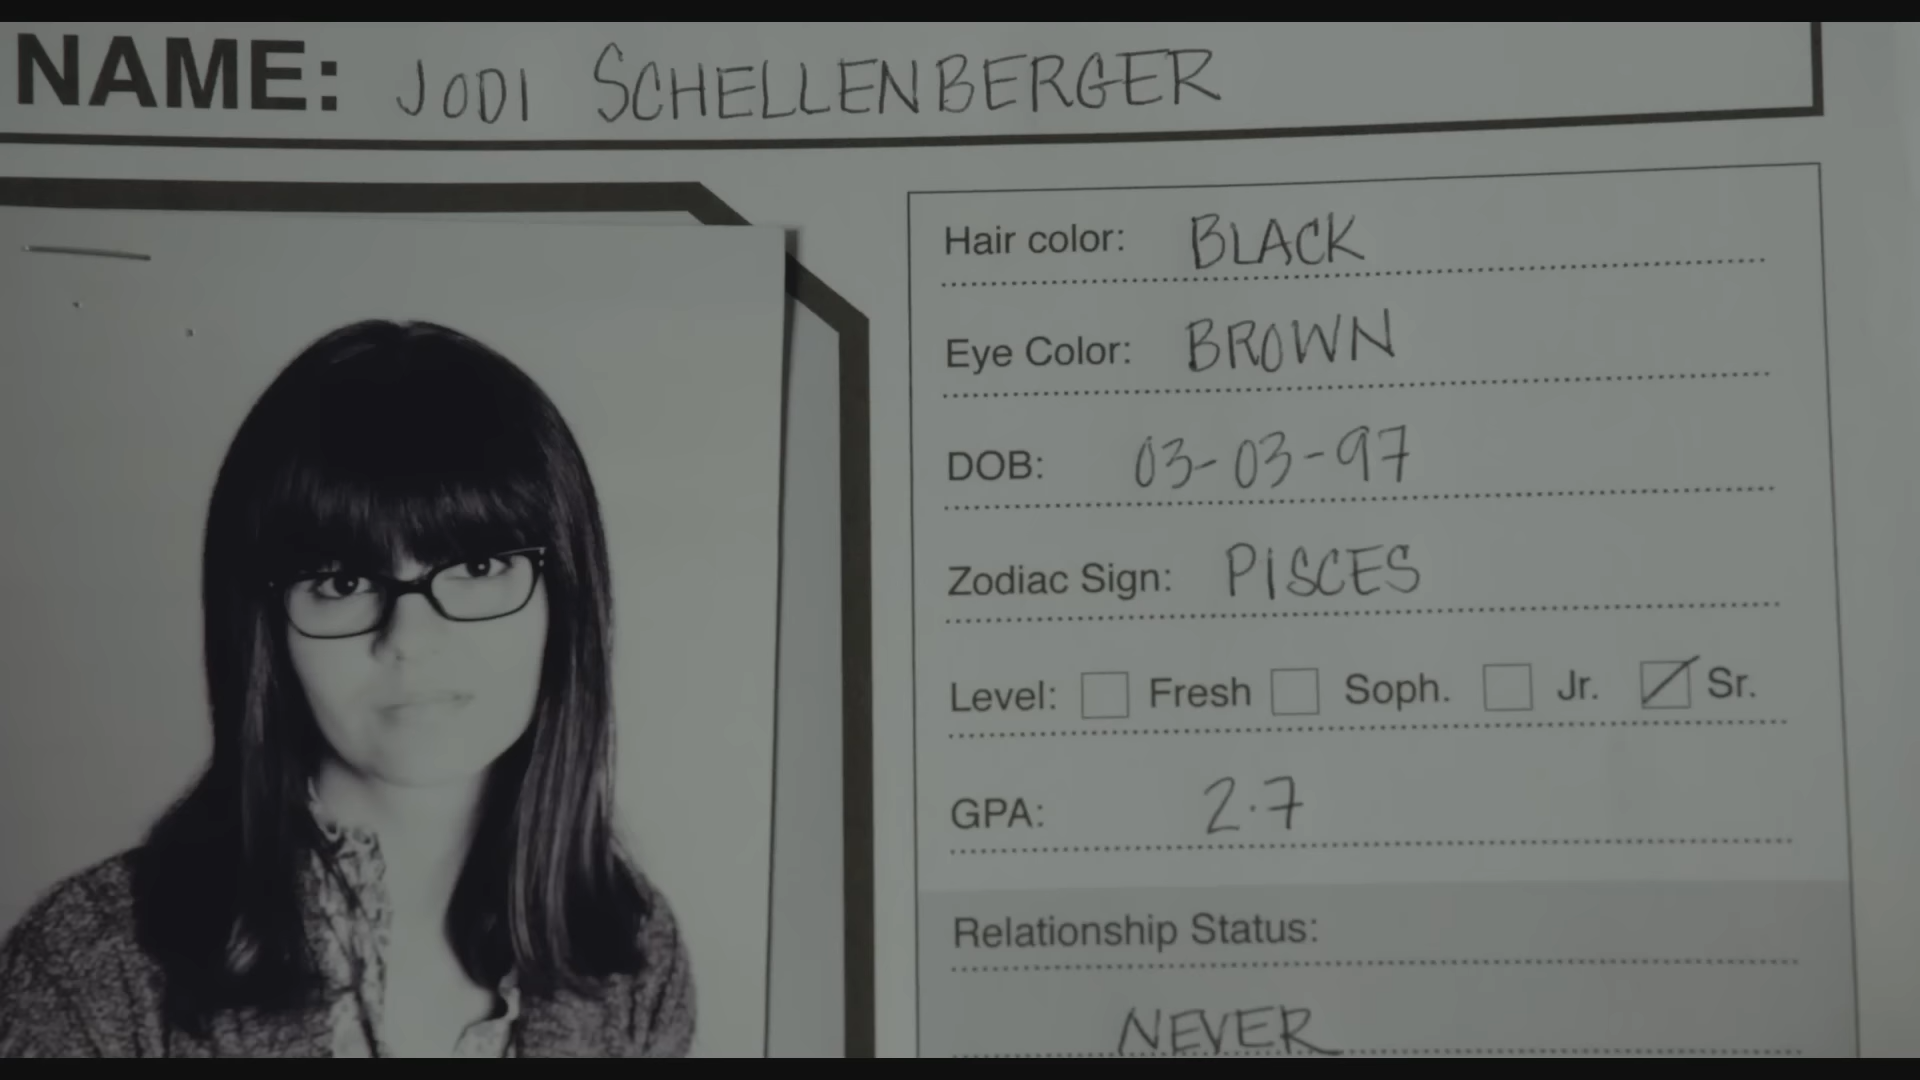 NAME: JODI SCHELLENBERGER
Hair color: BLACK
Eye Color: BROWN
DOB: 03-03-97
Zodiac Sign: PISCES
Level: Fresh Soph. Jr. Sr.
GPA: 2.7
Relationship Status:
NEVER